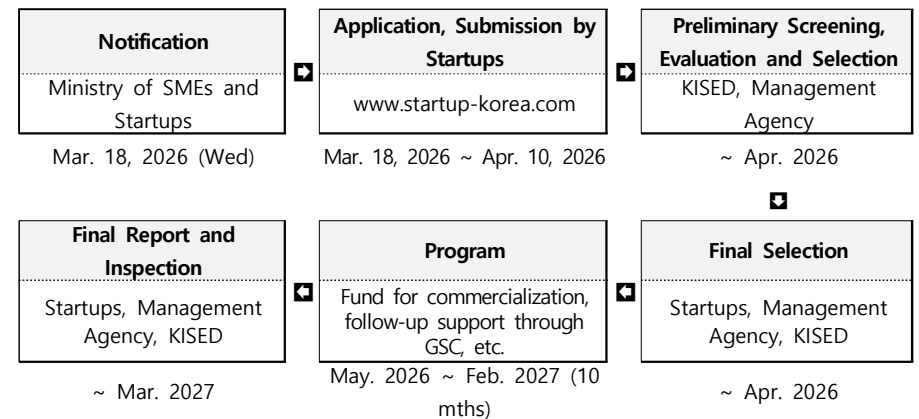 Notification
Ministry of SMEs and
Startups
Mar. 18, 2026 (Wed)
Application, Submission by
Startups
www.startup-korea.com
Mar. 18, 2026 ~ Apr. 10, 2026
Preliminary Screening,
Evaluation and Selection
KISED, Management
Agency
~ Apr. 2026
Final Selection
Startups, Management
Agency, KISED
~ Apr. 2026
Program
Fund for commercialization,
follow-up support through
GSC, etc.
May. 2026 ~ Feb. 2027 (10
mths)
Final Report and
Inspection
Startups, Management
Agency, KISED
~ Mar. 2027